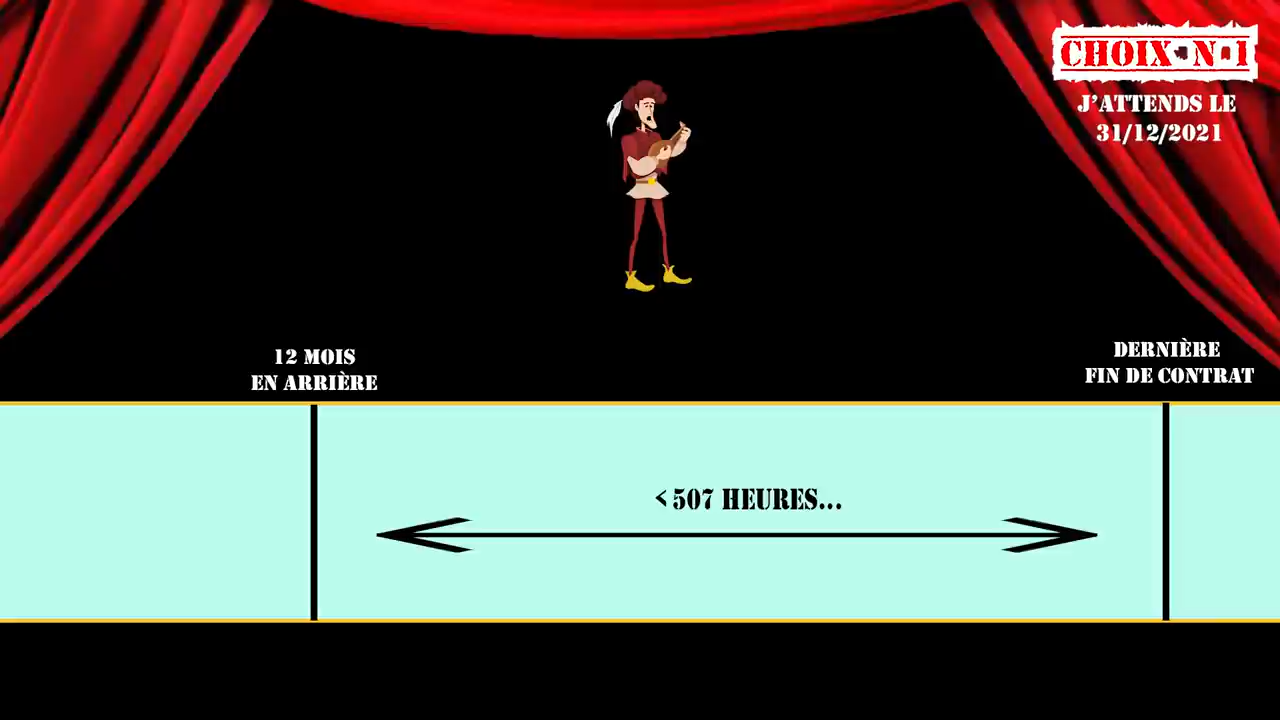 CHOIX N 1
J'ATTENDS LE
31/12/2021
12 MOIS
EN ARRIÈRE
DERNIÈRE
FIN DE CONTRAT
< 507 HEURES...